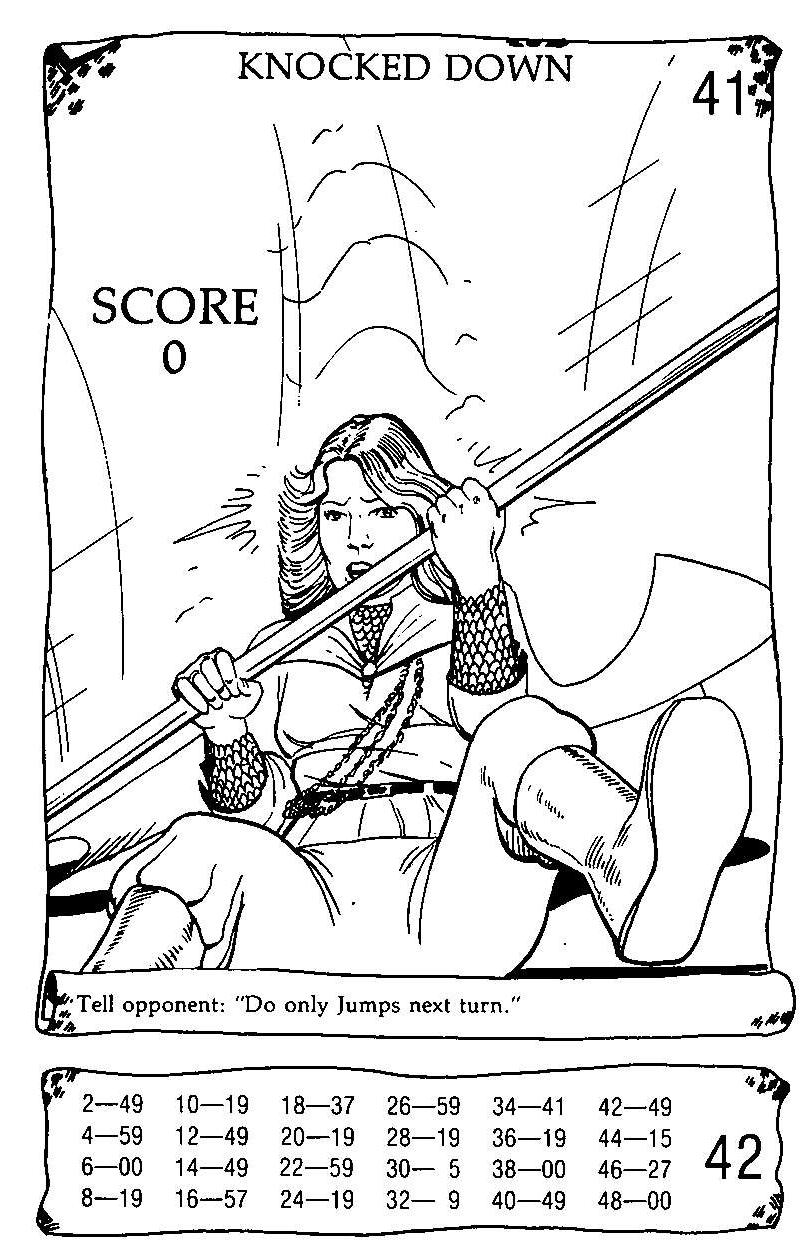 KNOCKED DOWN
41
SCORE
0
Tell opponent: "Do only Jumps next turn."
2—49 10—19 18—37 26—59 34—41 42—49
4—59 12—49 20—19 28—19 36—19 44—15
6—00 14—49 22—59 30— 5 38—00 46—27
8—19 16—57 24—19 32— 9 40—49 48—00
42